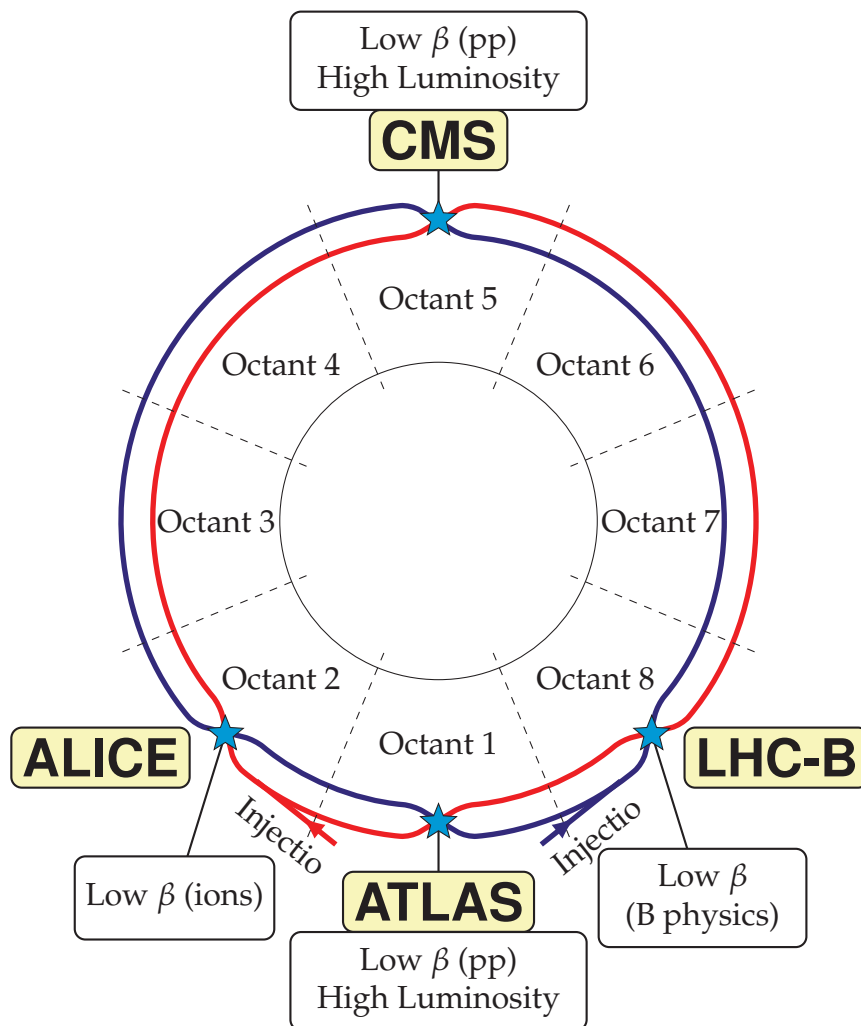 Low β (pp)
High Luminosity
CMS
Octant 5
Octant 4
Octant 6
Octant 3
Octant 7
Octant 2
Octant 8
Octant 1
ALICE
LHC-B
Injectio
Injectio
Low β (ions)
ATLAS
Low β
(B physics)
Low β (pp)
High Luminosity